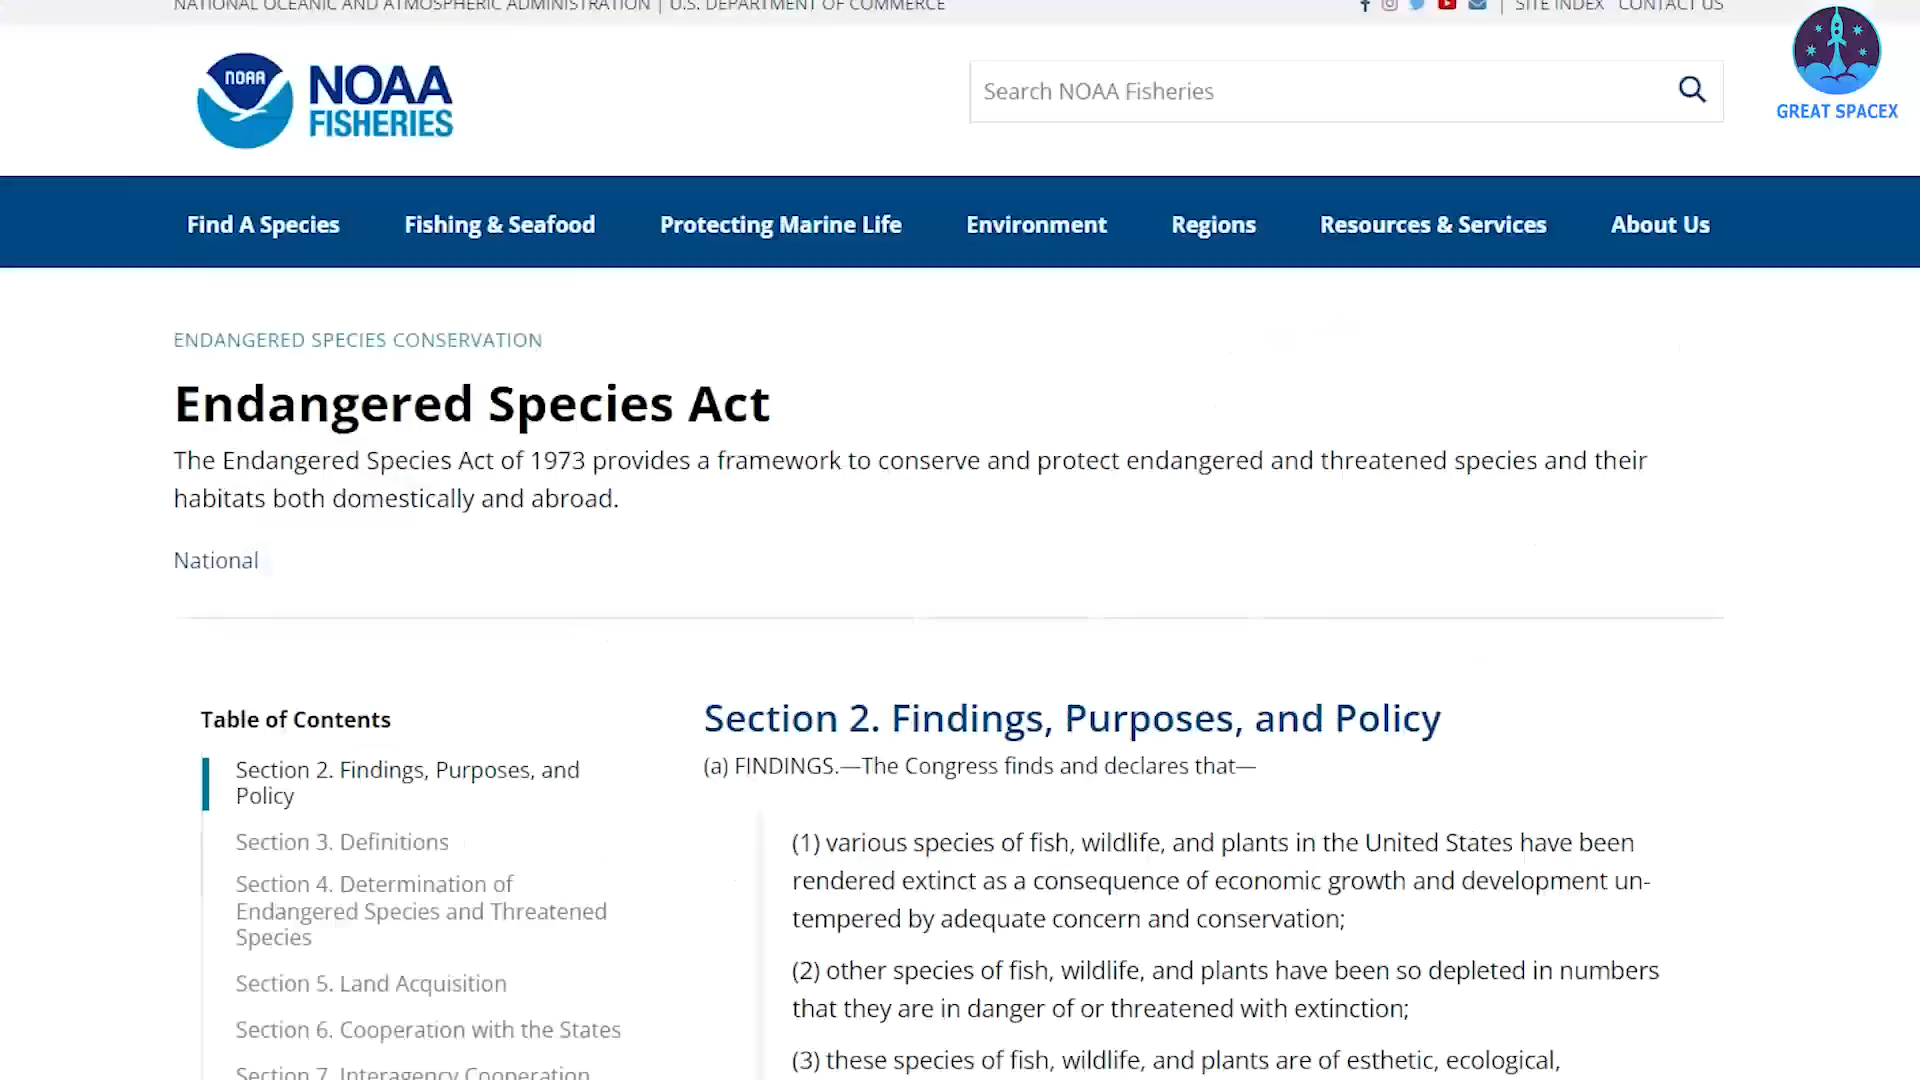 NATIONAL OCEANIC AND ATMOSPHERIC ADMINISTRATION | U.S. DEPARTMENT OF COMMERCE
| SITE INDEX CONTACT US
NOAA
NOAA
FISHERIES
Search NOAA Fisheries
GREAT SPACEX
Find A Species Fishing & Seafood Protecting Marine Life Environment Regions Resources & Services About Us
ENDANGERED SPECIES CONSERVATION
Endangered Species Act
The Endangered Species Act of 1973 provides a framework to conserve and protect endangered and threatened species and their
habitats both domestically and abroad.
National
Table of Contents
Section 2. Findings, Purposes, and
Policy
Section 3. Definitions
Section 4. Determination of
Endangered Species and Threatened
Species
Section 5. Land Acquisition
Section 6. Cooperation with the States
Section 7. Interagency Cooperation
Section 2. Findings, Purposes, and Policy
(a) FINDINGS.—The Congress finds and declares that—
(1) various species of fish, wildlife, and plants in the United States have been
rendered extinct as a consequence of economic growth and development un-
tempered by adequate concern and conservation;
(2) other species of fish, wildlife, and plants have been so depleted in numbers
that they are in danger of or threatened with extinction;
(3) these species of fish, wildlife, and plants are of esthetic, ecological,